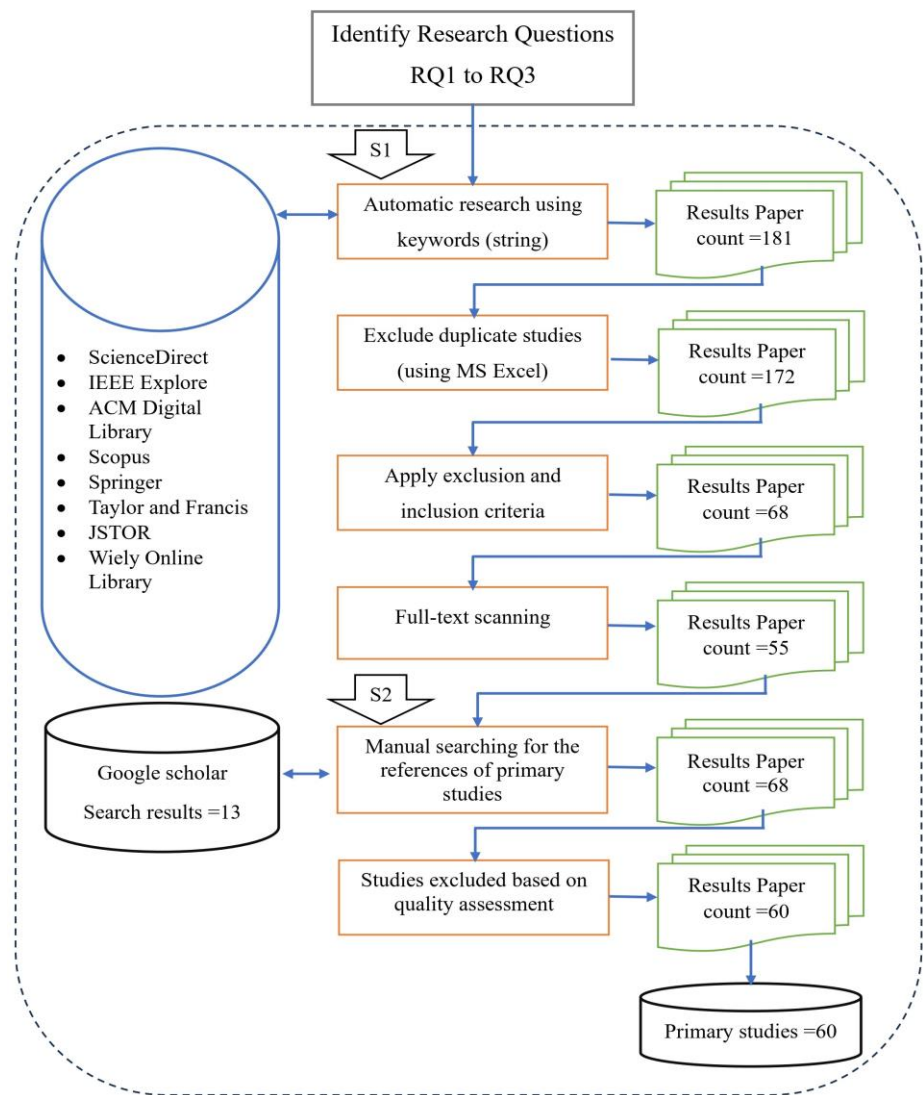 Identify Research Questions
RQ1 to RQ3
S1
Automatic research using
keywords (string)
Results Paper
count =181
Exclude duplicate studies
(using MS Excel)
Results Paper
count =172
• ScienceDirect
• IEEE Explore
• ACM Digital
Library
• Scopus
• Springer
• Taylor and Francis
• JSTOR
• Wiely Online
Library
Apply exclusion and
inclusion criteria
Results Paper
count =68
Full-text scanning
Results Paper
count =55
S2
Google scholar
Search results =13
Manual searching for the
references of primary
studies
Results Paper
count =68
Studies excluded based on
quality assessment
Results Paper
count =60
Primary studies =60